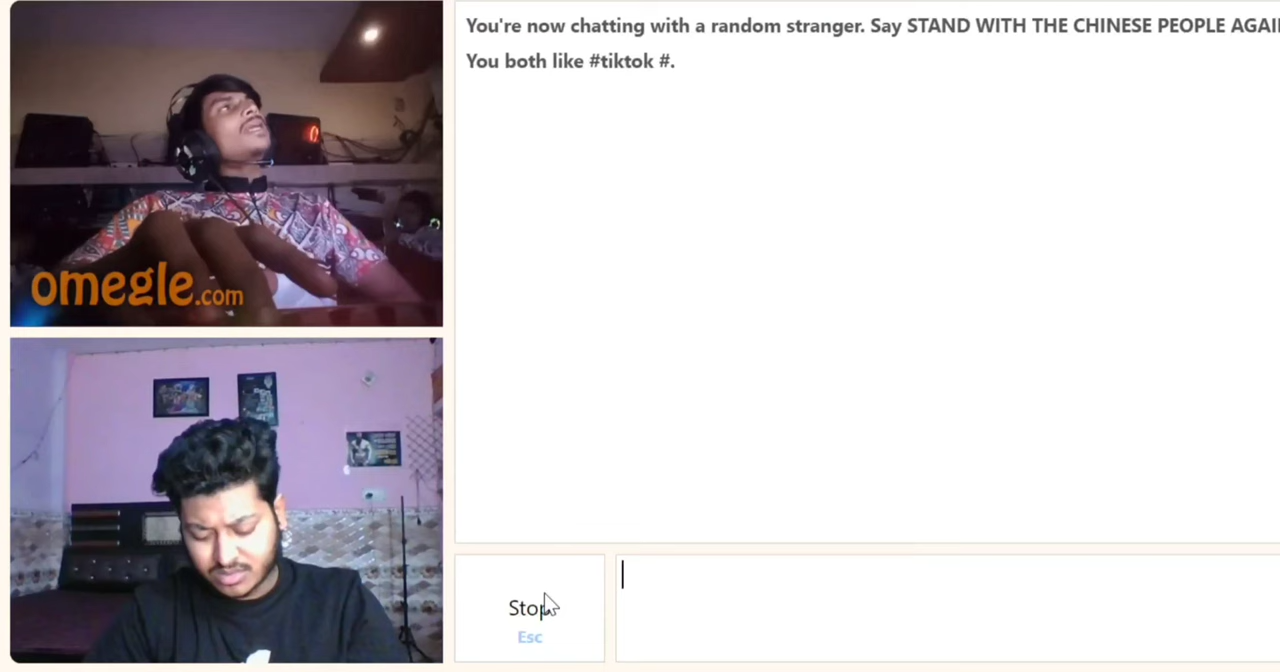 You're now chatting with a random stranger. Say STAND WITH THE CHINESE PEOPLE AGAI
You both like #tiktok #.
omegle.com
Stop
Esc